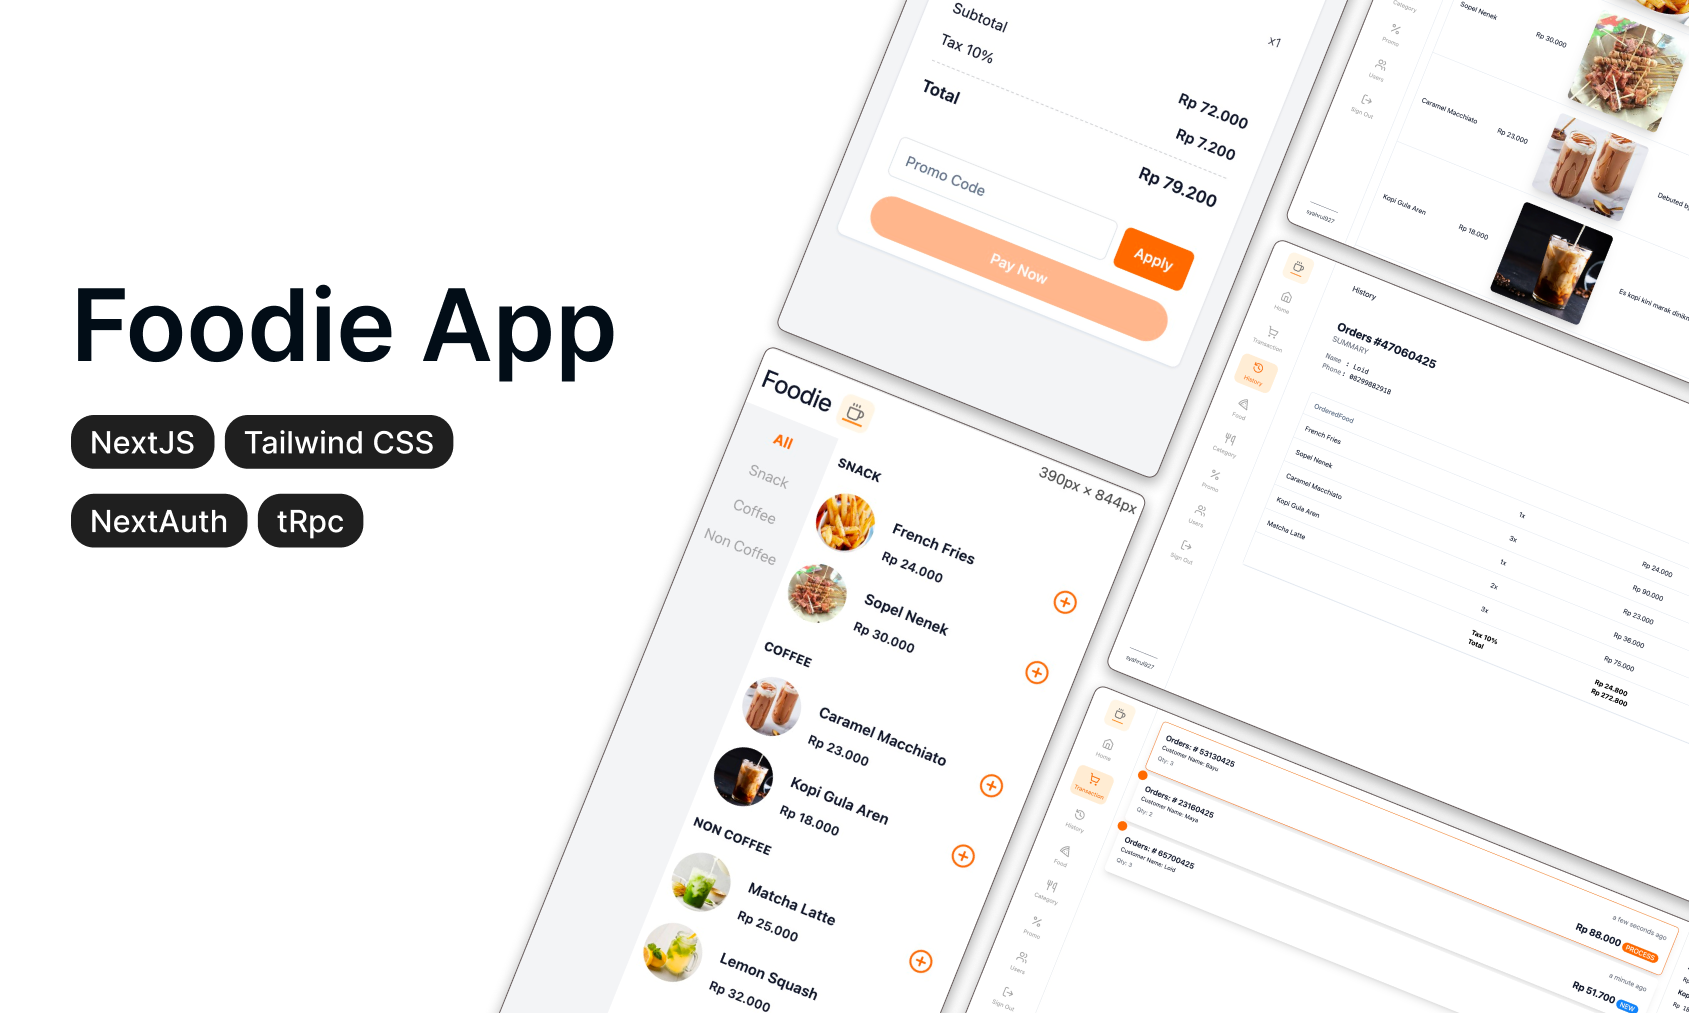 Foodie App
NextJS
Tailwind CSS
NextAuth
tRpc
Subtotal
x1
Tax 10%
Rp 72.000
Rp 7.200
Total
Rp 79.200
Promo Code
Apply
Pay Now
Foodie
390px × 844px
All
Snack
Coffee
Non Coffee
SNACK
French Fries
Rp 24.000
Sopel Nenek
Rp 30.000
COFFEE
Caramel Macchiato
Rp 23.000
Kopi Gula Aren
Rp 18.000
NON COFFEE
Matcha Latte
Rp 25.000
Lemon Squash
Rp 32.000
Category
Promo
Users
Sign Out
syahrul927
Sopel Nenek
Rp 30.000
Caramel Macchiato
Rp 23.000
Debuted
Kopi Gula Aren
Rp 18.000
Es kopi kini marak
Home
Transaction
History
Food
Category
Promo
Users
Sign Out
syahrul927
History
Orders #47060425
SUMMARY
Name : Loid
Phone: 08299882918
OrderedFood
French Fries
1x
Rp 24.000
Sopel Nenek
3x
Rp 90.000
Caramel Macchiato
1x
Rp 23.000
Kopi Gula Aren
2x
Rp 36.000
Matcha Latte
3x
Rp 75.000
Tax 10%
Rp 24.800
Total
Rp 272.800
Home
Transaction
History
Food
Category
Promo
Users
Sign Out
Orders: # 53130425
Customer Name: Bayu
Qty: 3
a few seconds ago
Rp 88.000
PROCESS
Orders: # 23160425
Customer Name: Maya
Qty: 2
a minute ago
Rp 51.700
NEW
Orders: # 65700425
Customer Name: Loid
Qty: 3